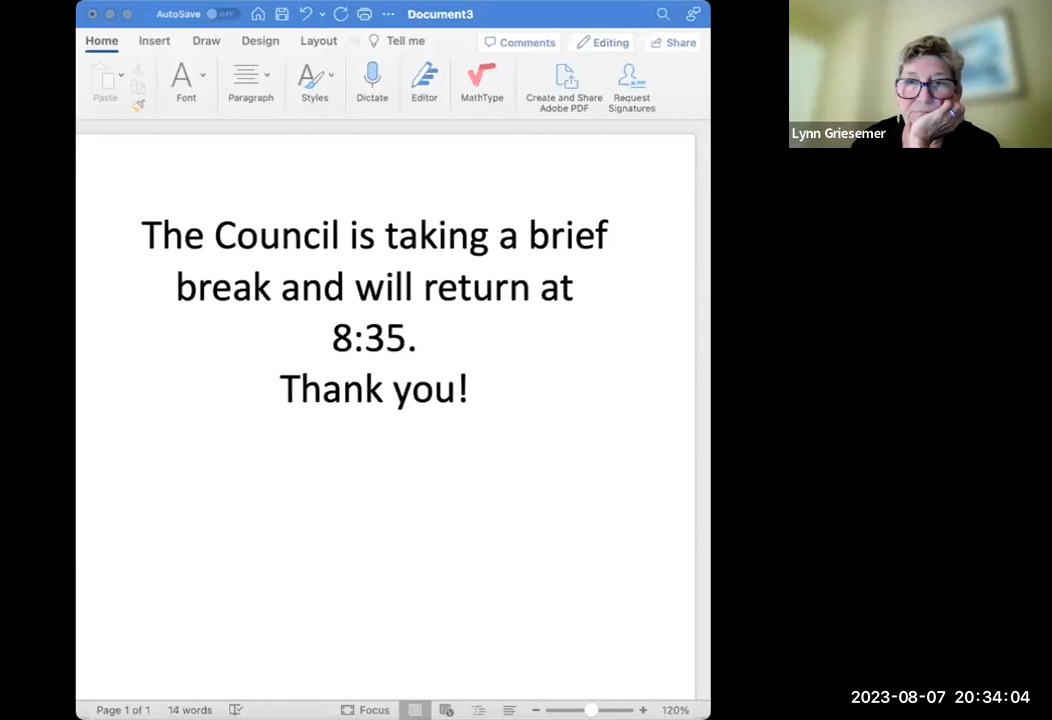 AutoSave OFF Document3
Home Insert Draw Design Layout Tell me Comments Editing Share
Paste Font Paragraph Styles Dictate Editor MathType Create and Share Adobe PDF Request Signatures
Lynn Griesemer
The Council is taking a brief
break and will return at
8:35.
Thank you!
2023-08-07 20:34:04
Page 1 of 1 14 words Focus 120%